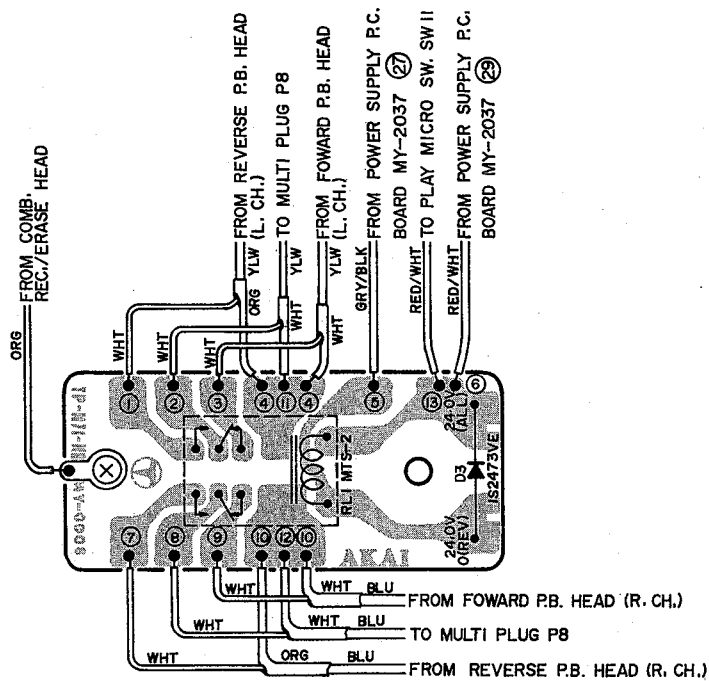 FROM COMB.
REC./ERASE HEAD
ORG
FROM REVERSE P.B. HEAD
(L. CH.)
YLW
ORG
TO MULTI PLUG P8
YLW
WHT
FROM FOWARD P.B. HEAD
(L. CH.)
YLW
WHT
FROM POWER SUPPLY P.C.
BOARD MY-2037 27
GRY/BLK
TO PLAY MICRO SW. SW11
RED/WHT
FROM POWER SUPPLY P.C.
BOARD MY-2037 29
RED/WHT
WHT
WHT
WHT
1
2
3
4
11
4
5
13
6
24.0V
(ALL)
RL1 MTS-2
D3
1S2473VE
24.0V
0(REV)
7
8
9
10
12
10
AKAI
WHT
WHT BLU
FROM FOWARD P.B. HEAD (R. CH.)
WHT BLU
TO MULTI PLUG P8
WHT
ORG BLU
FROM REVERSE P.B. HEAD (R. CH.)